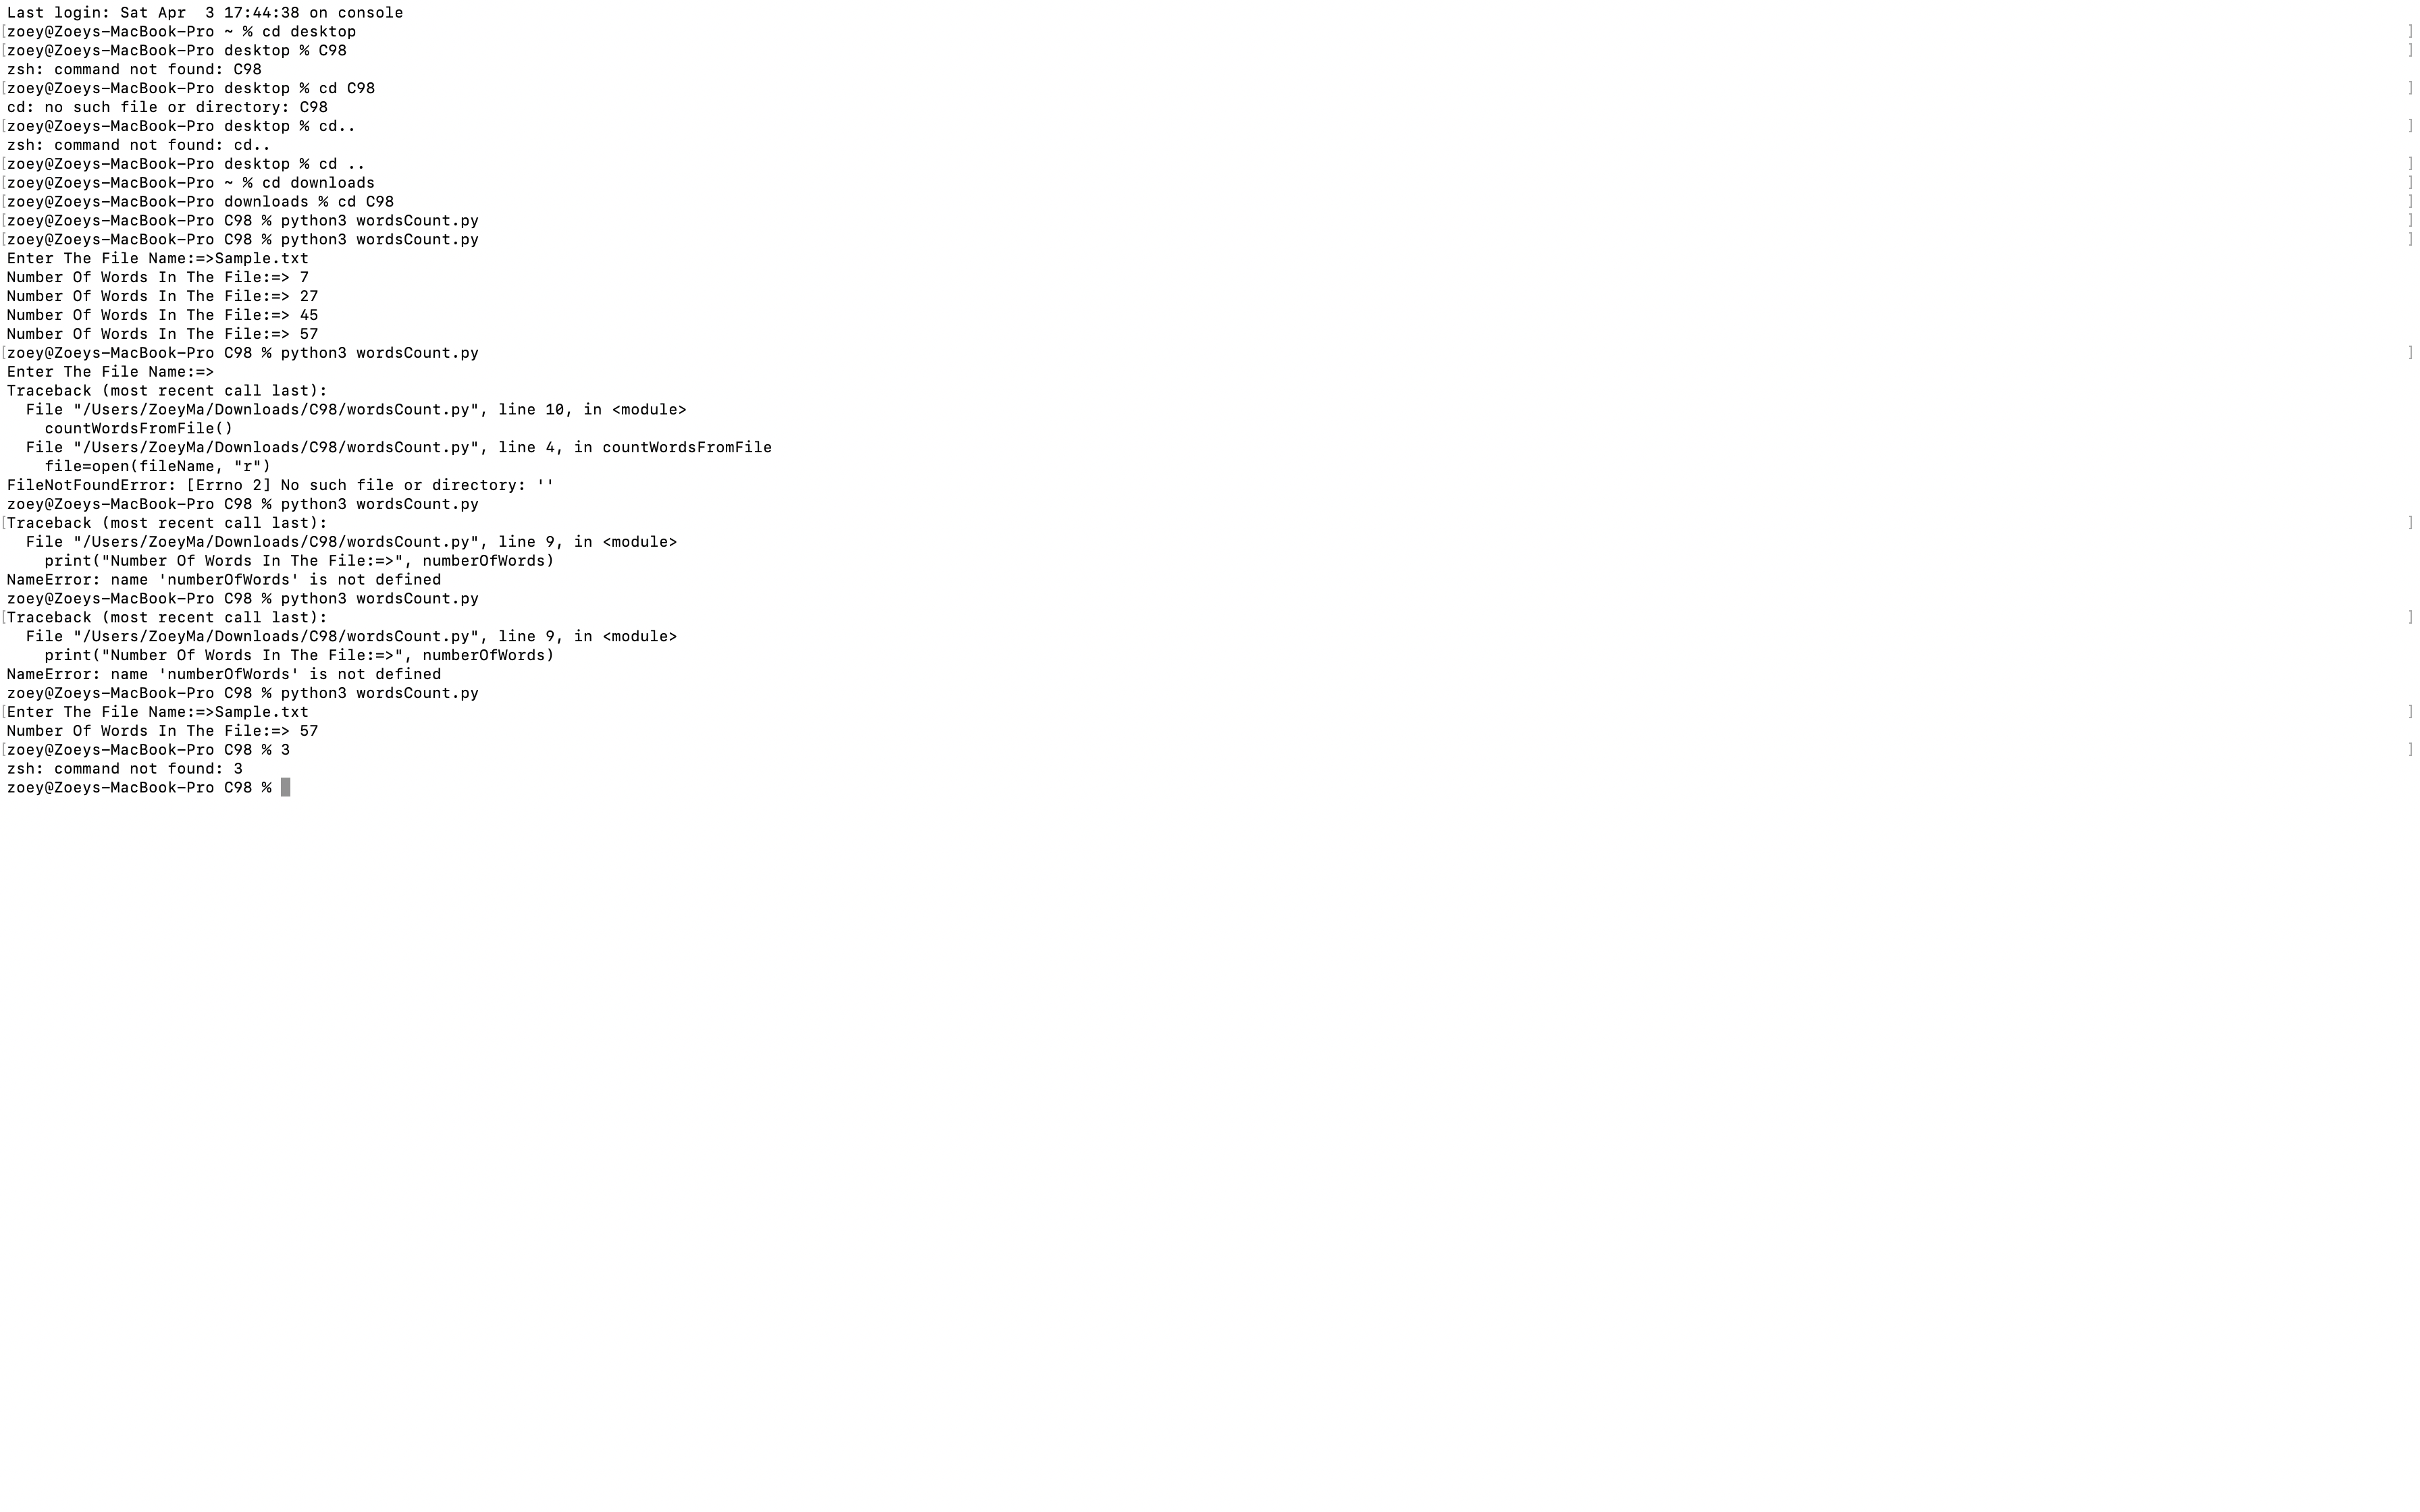 Last login: Sat Apr  3 17:44:38 on console
[zoey@Zoeys-MacBook-Pro ~ % cd desktop ]
[zoey@Zoeys-MacBook-Pro desktop % C98 ]
zsh: command not found: C98
[zoey@Zoeys-MacBook-Pro desktop % cd C98 ]
cd: no such file or directory: C98
[zoey@Zoeys-MacBook-Pro desktop % cd.. ]
zsh: command not found: cd..
[zoey@Zoeys-MacBook-Pro desktop % cd .. ]
[zoey@Zoeys-MacBook-Pro ~ % cd downloads ]
[zoey@Zoeys-MacBook-Pro downloads % cd C98 ]
[zoey@Zoeys-MacBook-Pro C98 % python3 wordsCount.py ]
[zoey@Zoeys-MacBook-Pro C98 % python3 wordsCount.py ]
Enter The File Name:=>Sample.txt
Number Of Words In The File:=> 7
Number Of Words In The File:=> 27
Number Of Words In The File:=> 45
Number Of Words In The File:=> 57
[zoey@Zoeys-MacBook-Pro C98 % python3 wordsCount.py ]
Enter The File Name:=>
Traceback (most recent call last):
  File "/Users/ZoeyMa/Downloads/C98/wordsCount.py", line 10, in <module>
    countWordsFromFile()
  File "/Users/ZoeyMa/Downloads/C98/wordsCount.py", line 4, in countWordsFromFile
    file=open(fileName, "r")
FileNotFoundError: [Errno 2] No such file or directory: ''
zoey@Zoeys-MacBook-Pro C98 % python3 wordsCount.py
[Traceback (most recent call last): ]
  File "/Users/ZoeyMa/Downloads/C98/wordsCount.py", line 9, in <module>
    print("Number Of Words In The File:=>", numberOfWords)
NameError: name 'numberOfWords' is not defined
zoey@Zoeys-MacBook-Pro C98 % python3 wordsCount.py
[Traceback (most recent call last): ]
  File "/Users/ZoeyMa/Downloads/C98/wordsCount.py", line 9, in <module>
    print("Number Of Words In The File:=>", numberOfWords)
NameError: name 'numberOfWords' is not defined
zoey@Zoeys-MacBook-Pro C98 % python3 wordsCount.py
[Enter The File Name:=>Sample.txt ]
Number Of Words In The File:=> 57
[zoey@Zoeys-MacBook-Pro C98 % 3 ]
zsh: command not found: 3
zoey@Zoeys-MacBook-Pro C98 %